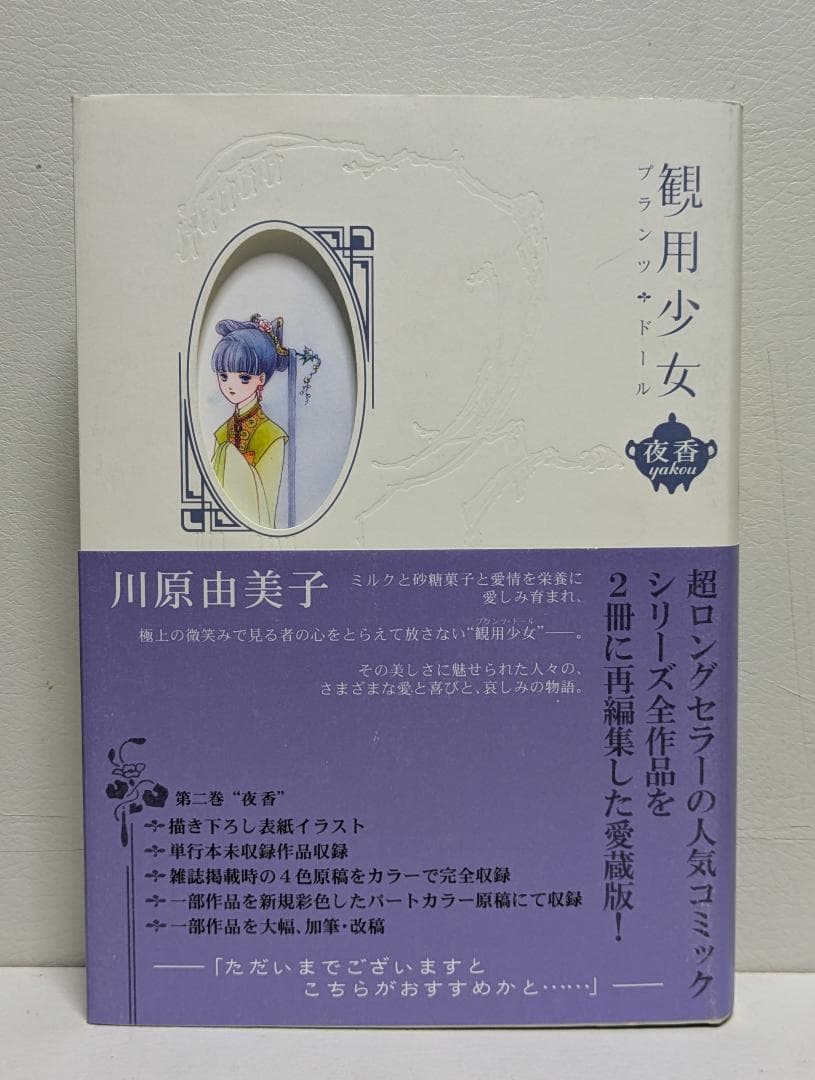 観用少女
プランツ✢ドール
夜香
yakou
川原由美子
ミルクと砂糖菓子と愛情を栄養に
愛しみ育まれ、
極上の微笑みで見る者の心をとらえて放さない“観用少女”──。
プランツ・ドール
その美しさに魅せられた人々の、
さまざまな愛と喜びと、哀しみの物語。
超ロングセラーの人気コミック
シリーズ全作品を
2冊に再編集した愛蔵版！
第二巻“夜香”
✢描き下ろし表紙イラスト
✢単行本未収録作品収録
✢雑誌掲載時の4色原稿をカラーで完全収録
✢一部作品を新規彩色したパートカラー原稿にて収録
✢一部作品を大幅、加筆・改稿
──「ただいまでございますと
こちらがおすすめかと……」──